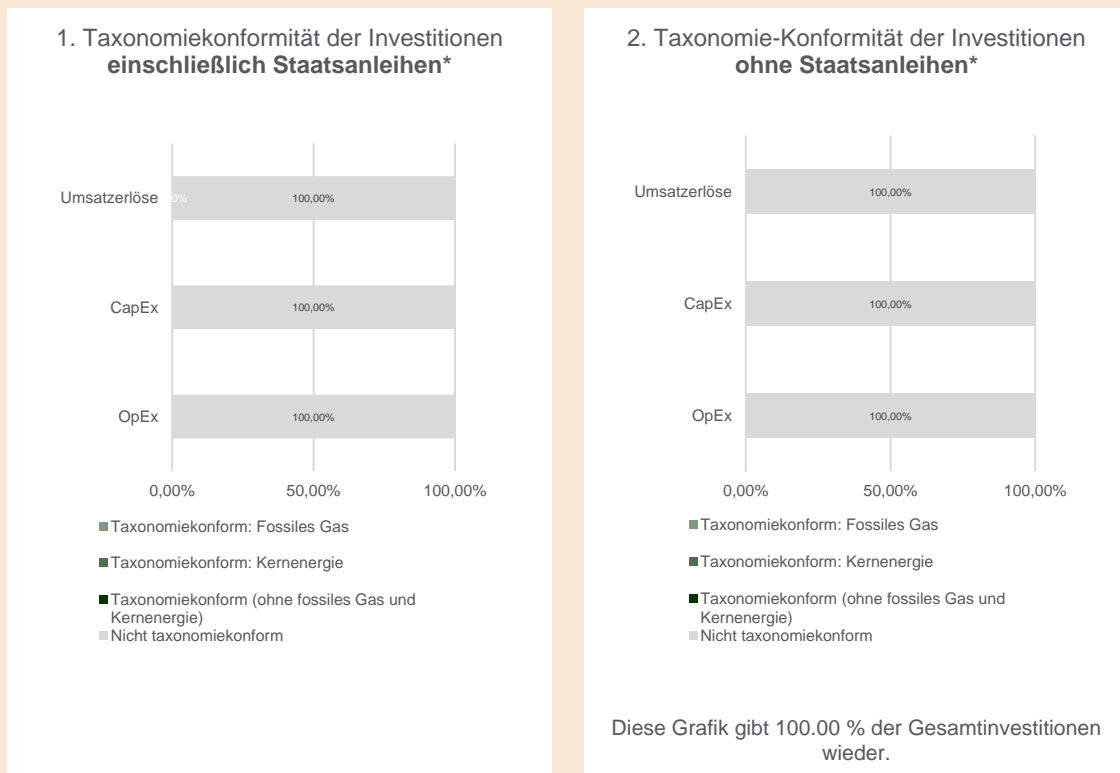 1. Taxonomiekonformität der Investitionen
einschließlich Staatsanleihen*
Umsatzerlöse
0%
100,00%
CapEx
100,00%
OpEx
100,00%
0,00%
50,00%
100,00%
Taxonomiekonform: Fossiles Gas
Taxonomiekonform: Kernenergie
Taxonomiekonform (ohne fossiles Gas und
Kernenergie)
Nicht taxonomiekonform
2. Taxonomie-Konformität der Investitionen
ohne Staatsanleihen*
Umsatzerlöse
100,00%
CapEx
100,00%
OpEx
100,00%
0,00%
50,00%
100,00%
Taxonomiekonform: Fossiles Gas
Taxonomiekonform: Kernenergie
Taxonomiekonform (ohne fossiles Gas und
Kernenergie)
Nicht taxonomiekonform
Diese Grafik gibt 100.00 % der Gesamtinvestitionen
wieder.